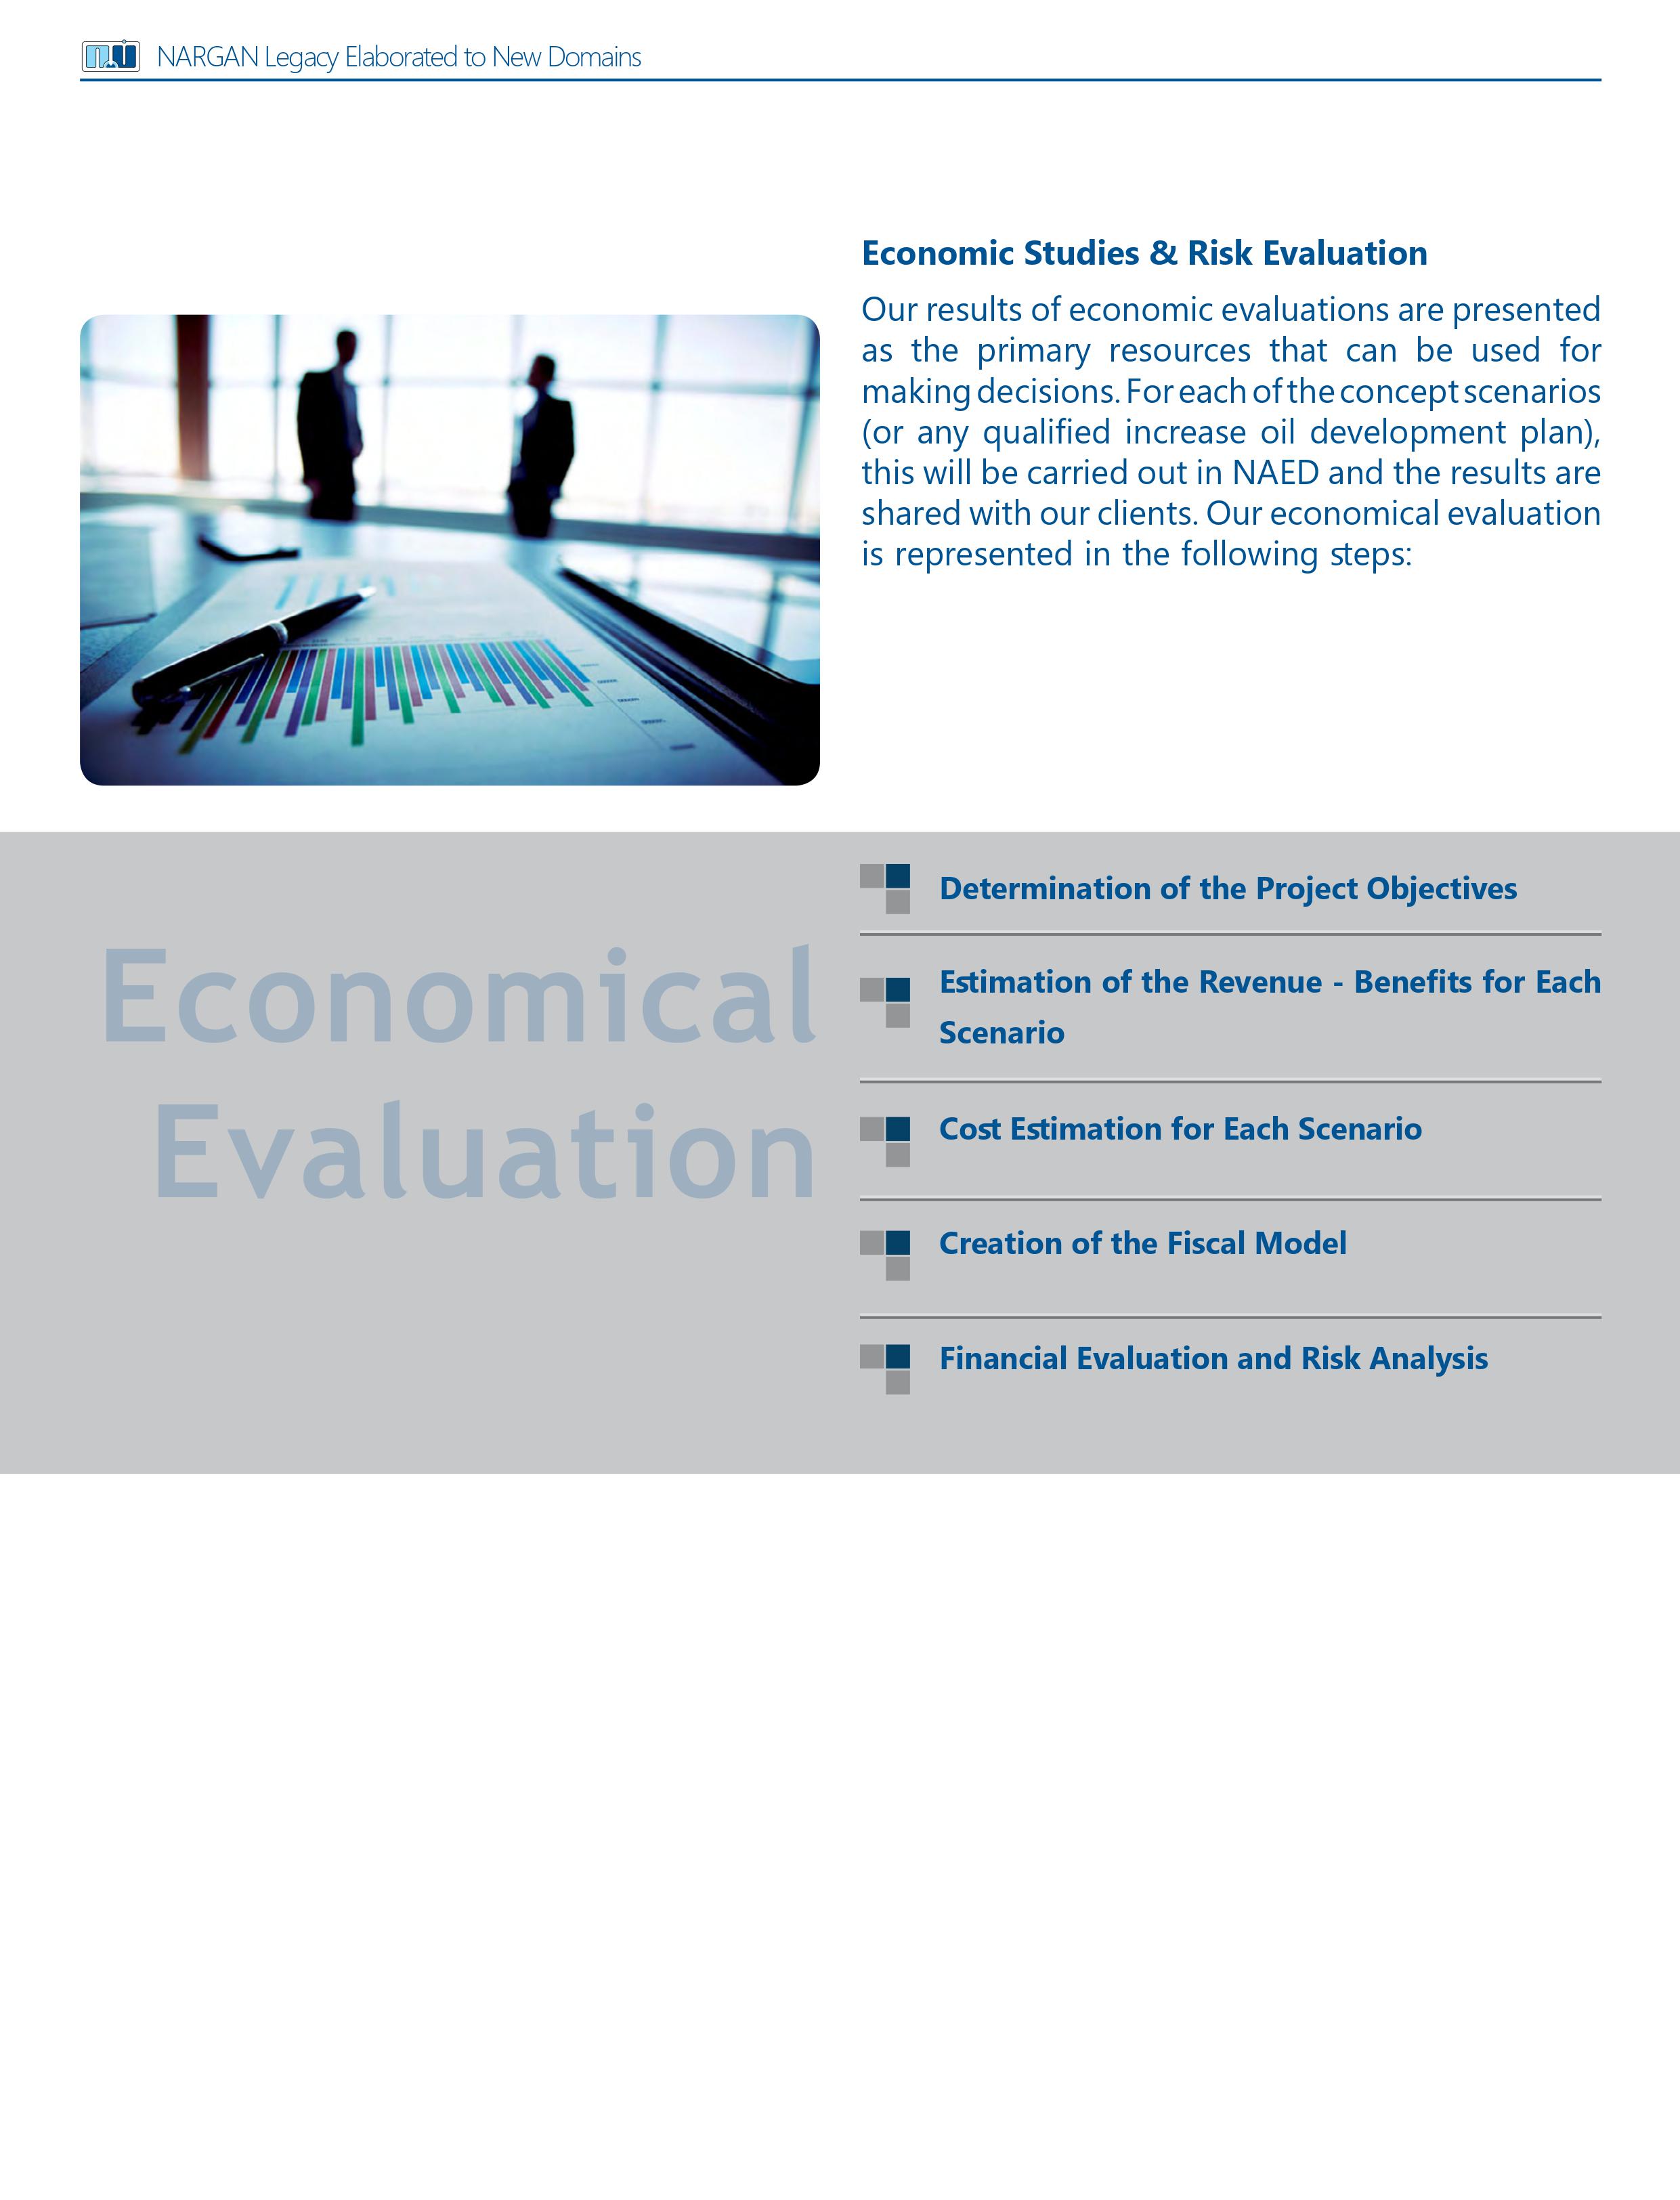 NARGAN Legacy Elaborated to New Domains
Economic Studies & Risk Evaluation
Our results of economic evaluations are presented
as the primary resources that can be used for
making decisions. For each of the concept scenarios
(or any qualified increase oil development plan),
this will be carried out in NAED and the results are
shared with our clients. Our economical evaluation
is represented in the following steps:
Economical
Evaluation
Determination of the Project Objectives
Estimation of the Revenue - Benefits for Each
Scenario
Cost Estimation for Each Scenario
Creation of the Fiscal Model
Financial Evaluation and Risk Analysis